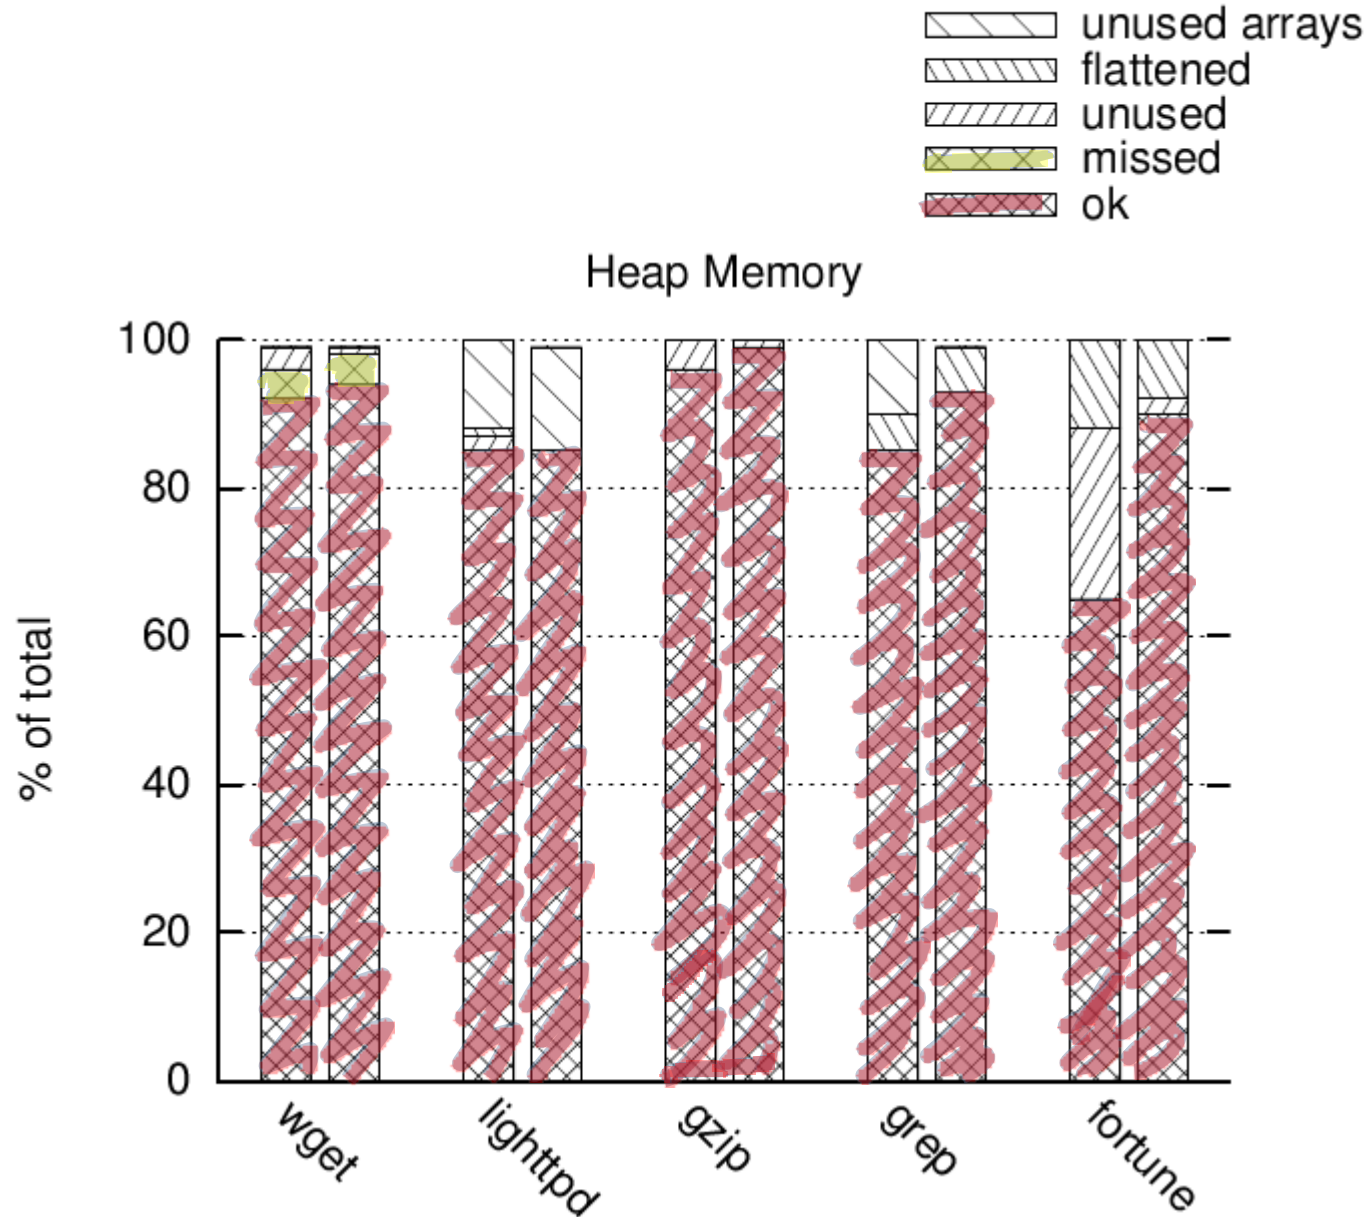 unused arrays
flattened
unused
missed
ok
Heap Memory
100
80
60
40
20
0
% of total
wget
lighttpd
gzip
grep
fortune